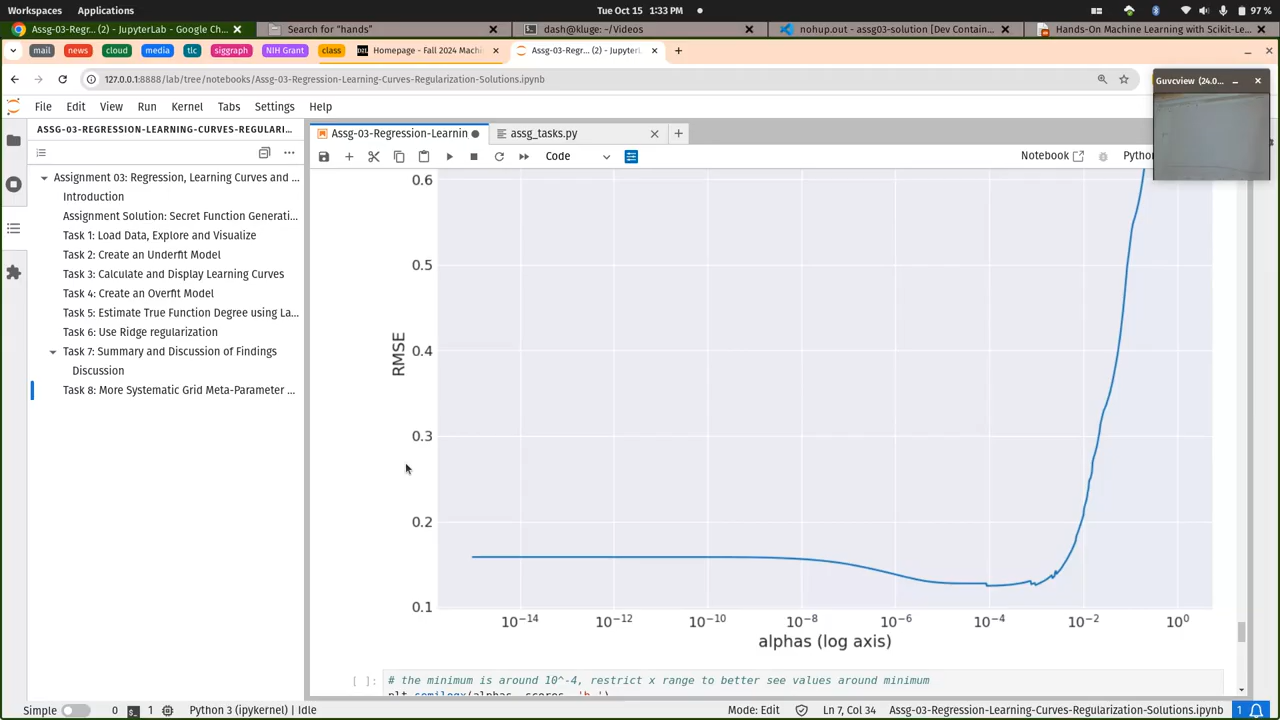 Workspaces Applications Tue Oct 15 1:33 PM 97 %
Assg-03-Regr... (2) - JupyterLab - Google Ch... Search for "hands" dash@kluge:~/Videos nohup.out - assg03-solution [Dev Contain... Hands-On Machine Learning with Scikit-Le...
mail news cloud media tlc siggraph NIH Grant class Homepage - Fall 2024 Machi Assg-03-Regr... (2) - JupyterL
127.0.0.1:8888/lab/tree/notebooks/Assg-03-Regression-Learning-Curves-Regularization-Solutions.ipynb
Guvcview (24.0...
File Edit View Run Kernel Tabs Settings Help
ASSG-03-REGRESSION-LEARNING-CURVES-REGULARI...
Assg-03-Regression-Learnin assg_tasks.py
Code Notebook Python
Assignment 03: Regression, Learning Curves and ...
Introduction
Assignment Solution: Secret Function Generati...
Task 1: Load Data, Explore and Visualize
Task 2: Create an Underfit Model
Task 3: Calculate and Display Learning Curves
Task 4: Create an Overfit Model
Task 5: Estimate True Function Degree using La...
Task 6: Use Ridge regularization
Task 7: Summary and Discussion of Findings
Discussion
Task 8: More Systematic Grid Meta-Parameter ...
0.6
0.5
0.4
0.3
0.2
0.1
RMSE
10⁻¹⁴ 10⁻¹² 10⁻¹⁰ 10⁻⁸ 10⁻⁶ 10⁻⁴ 10⁻² 10⁰
alphas (log axis)
[ ]: # the minimum is around 10^-4, restrict x range to better see values around minimum
plt.semilogx(alphas, scores, 'b-')
Simple 0 1 Python 3 (ipykernel) | Idle Mode: Edit Ln 7, Col 34 Assg-03-Regression-Learning-Curves-Regularization-Solutions.ipynb 1